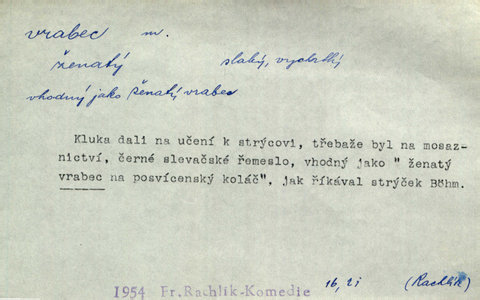 vrabec m.
ženatý slabý, vychrtlý
vhodný jako ženatý vrabec
Kluka dali na učení k strýcovi, třebaže byl na mosaz-
nictví, černé slevačské řemeslo, vhodný jako " ženatý
vrabec na posvícenský koláč", jak říkával strýček Böhm.
1954 Fr. Rachlík-Komedie 16, 21 (Rachlík)